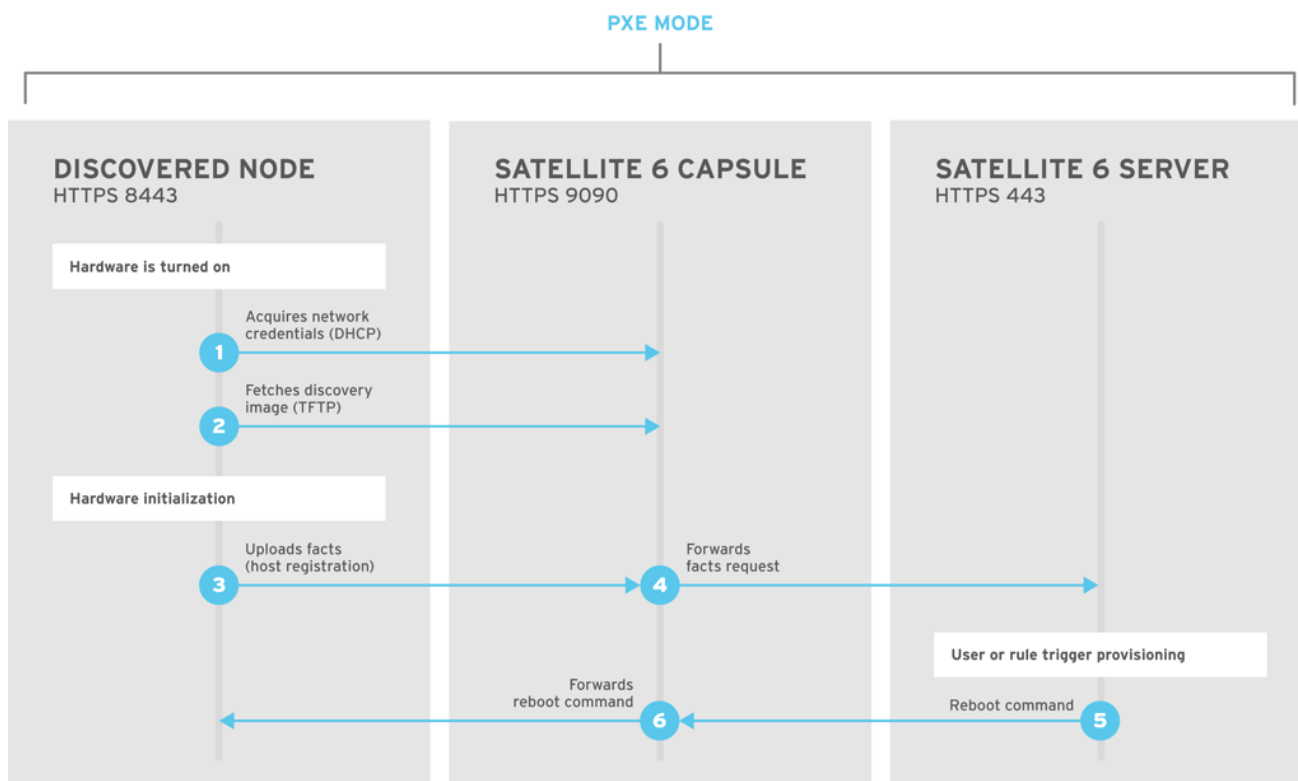 PXE MODE
DISCOVERED NODE
HTTPS 8443
SATELLITE 6 CAPSULE
HTTPS 9090
SATELLITE 6 SERVER
HTTPS 443
Hardware is turned on
Acquires network
credentials (DHCP)
1
Fetches discovery
image (TFTP)
2
Hardware initialization
Uploads facts
(host registration)
3
Forwards
facts request
4
User or rule trigger provisioning
Reboot command
5
Forwards
reboot command
6